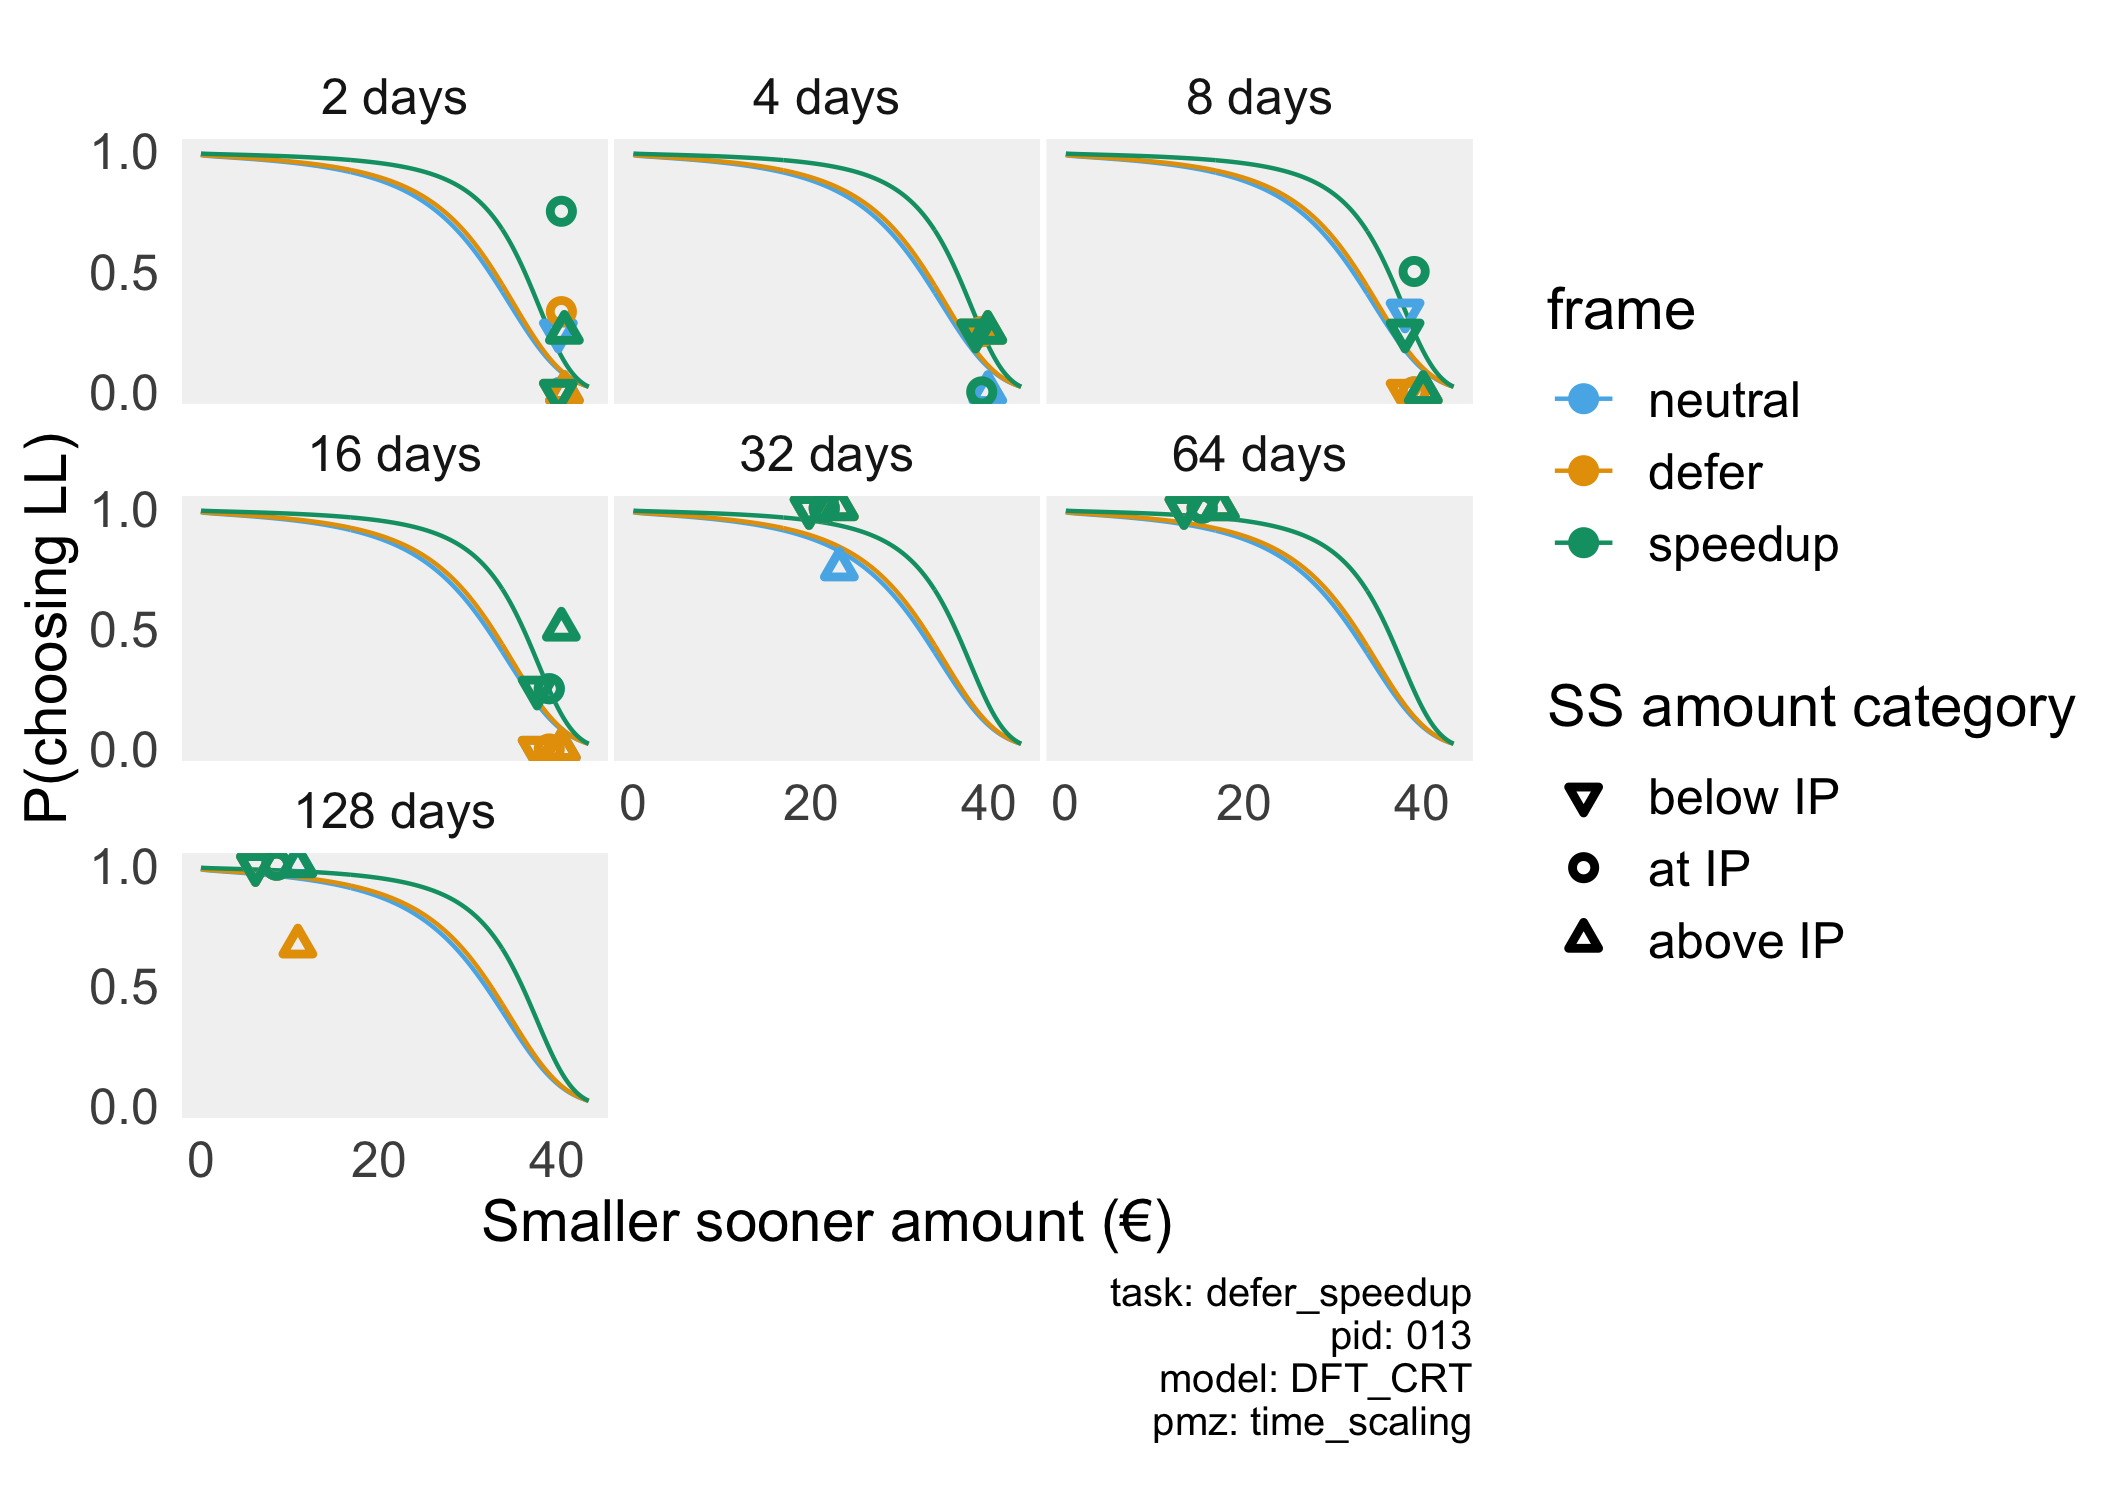 2 days
4 days
8 days
1.0
0.5
0.0
16 days
32 days
64 days
1.0
0.5
0.0
0 20 40
0 20 40
128 days
1.0
0.5
0.0
0 20 40
P(choosing LL)
Smaller sooner amount (€)
frame
neutral
defer
speedup
SS amount category
below IP
at IP
above IP
task: defer_speedup
pid: 013
model: DFT_CRT
pmz: time_scaling